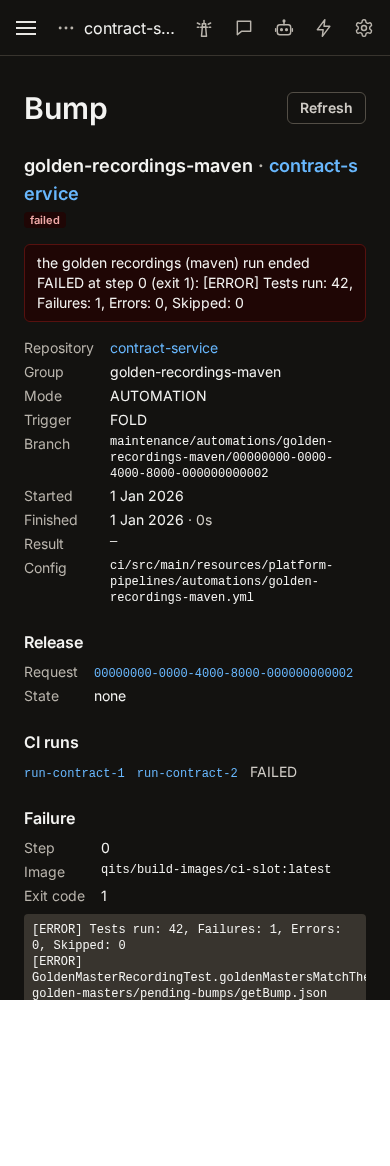 contract-s...
Bump
Refresh
golden-recordings-maven · contract-s
ervice
failed
the golden recordings (maven) run ended
FAILED at step 0 (exit 1): [ERROR] Tests run: 42,
Failures: 1, Errors: 0, Skipped: 0
Repository contract-service
Group golden-recordings-maven
Mode AUTOMATION
Trigger FOLD
Branch maintenance/automations/golden-
recordings-maven/00000000-0000-
4000-8000-000000000002
Started 1 Jan 2026
Finished 1 Jan 2026 · 0s
Result –
Config ci/src/main/resources/platform-
pipelines/automations/golden-
recordings-maven.yml
Release
Request 00000000-0000-4000-8000-000000000002
State none
CI runs
run-contract-1 run-contract-2 FAILED
Failure
Step 0
Image qits/build-images/ci-slot:latest
Exit code 1
[ERROR] Tests run: 42, Failures: 1, Errors:
0, Skipped: 0
[ERROR]
GoldenMasterRecordingTest.goldenMastersMatchThe
golden-masters/pending-bumps/getBump.json